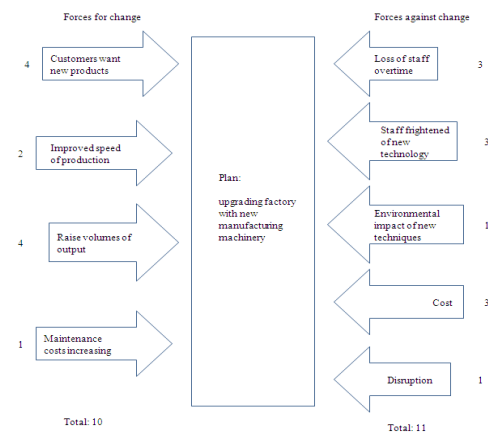 Forces for change
Forces against change
4
Customers want
new products
Loss of staff
overtime
3
2
Improved speed
of production
Staff frightened
of new
technology
3
Plan:
upgrading factory
with new
manufacturing
machinery
4
Raise volumes of
output
Environmental
impact of new
techniques
1
Cost
3
1
Maintenance
costs increasing
Disruption
1
Total: 10
Total: 11